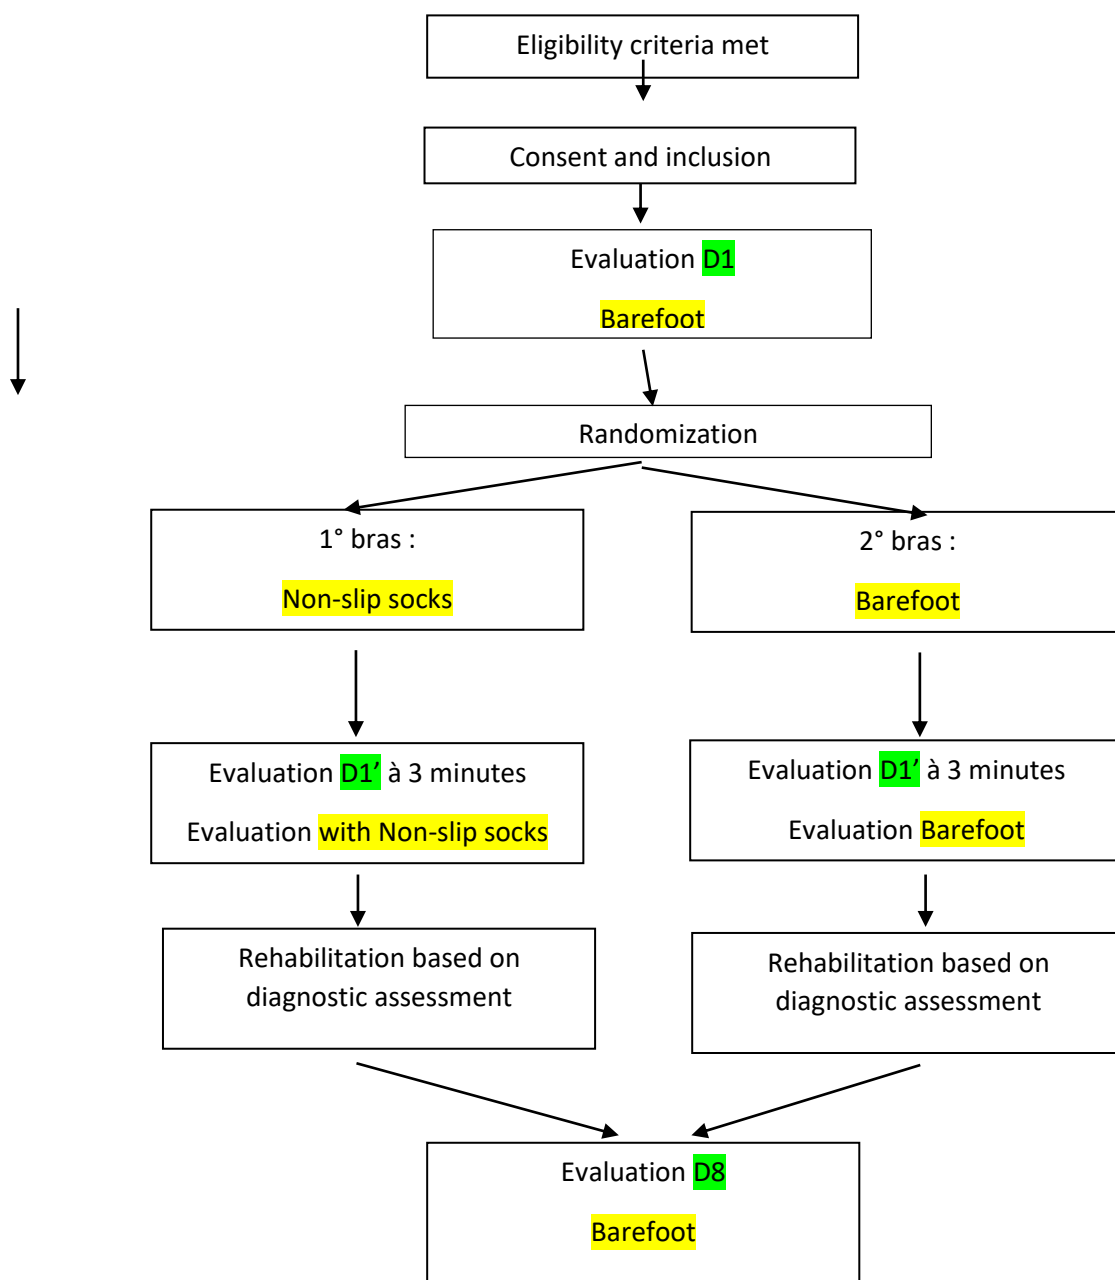 Eligibility criteria met
Consent and inclusion
Evaluation D1
Barefoot
Randomization
1° bras :
Non-slip socks
2° bras :
Barefoot
Evaluation D1’ à 3 minutes
Evaluation with Non-slip socks
Evaluation D1’ à 3 minutes
Evaluation Barefoot
Rehabilitation based on
diagnostic assessment
Rehabilitation based on
diagnostic assessment
Evaluation D8
Barefoot